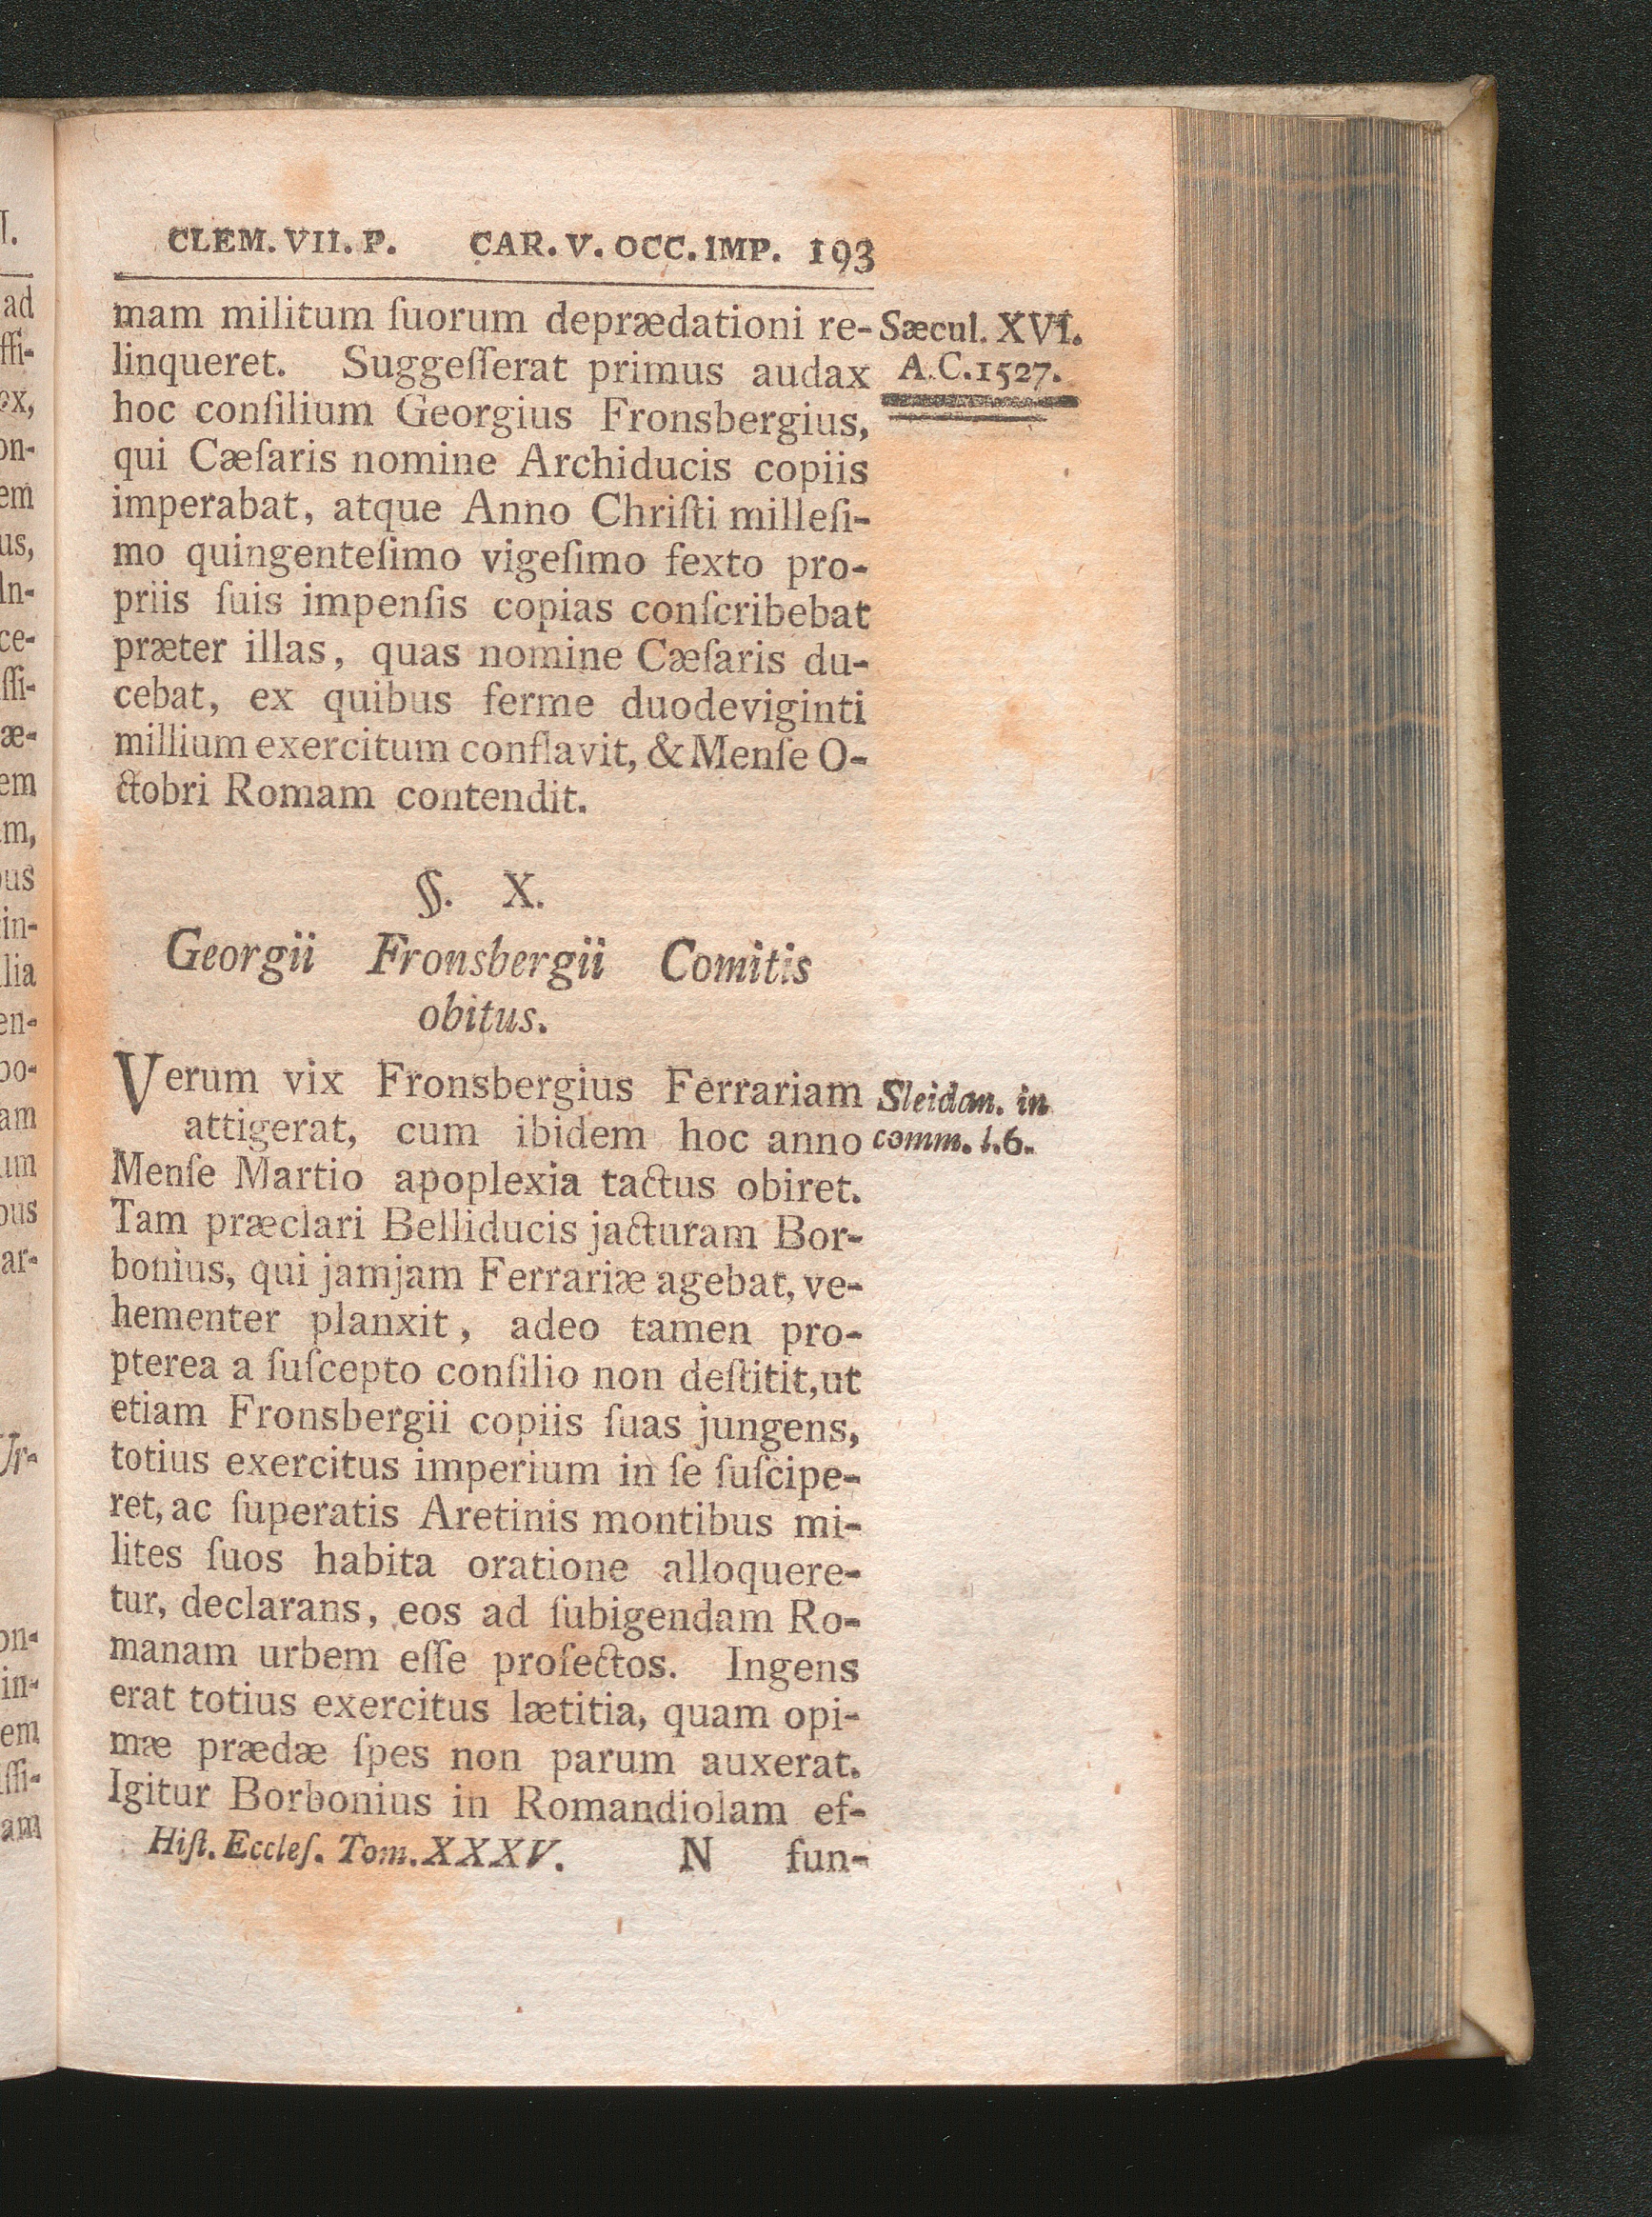 CLEM. VII. P. CAR. V. OCC. IMP. 193
mam militum ſuorum deprædationi re-
linqueret. Suggeſſerat primus audax
hoc conſilium Georgius Fronsbergius,
qui Cæſaris nomine Archiducis copiis
imperabat, atque Anno Chriſti milleſi-
mo quingenteſimo vigeſimo ſexto pro-
priis ſuis impenſis copias conſcribebat
præter illas, quas nomine Cæſaris du-
cebat, ex quibus ferme duodeviginti
millium exercitum conflavit, & Menſe O-
ctobri Romam contendit.
Sæcul. XVI.
A.C.1527.
§. X.
Georgii Fronsbergii Comitis
obitus.
Verum vix Fronsbergius Ferrariam
attigerat, cum ibidem hoc anno
Menſe Martio apoplexia tactus obiret.
Tam præclari Belliducis jacturam Bor-
bonius, qui jamjam Ferrariæ agebat, ve-
hementer planxit, adeo tamen pro-
pterea a ſuſcepto conſilio non deſtitit, ut
etiam Fronsbergii copiis ſuas jungens,
totius exercitus imperium in ſe ſuſcipe-
ret, ac ſuperatis Aretinis montibus mi-
lites ſuos habita oratione alloquere-
tur, declarans, eos ad ſubigendam Ro-
manam urbem eſſe profectos. Ingens
erat totius exercitus lætitia, quam opi-
mæ prædæ ſpes non parum auxerat.
Igitur Borbonius in Romandiolam ef-
Sleidan. in
comm. l.6.
Hiſt. Eccleſ. Tom. XXXV. N fun-